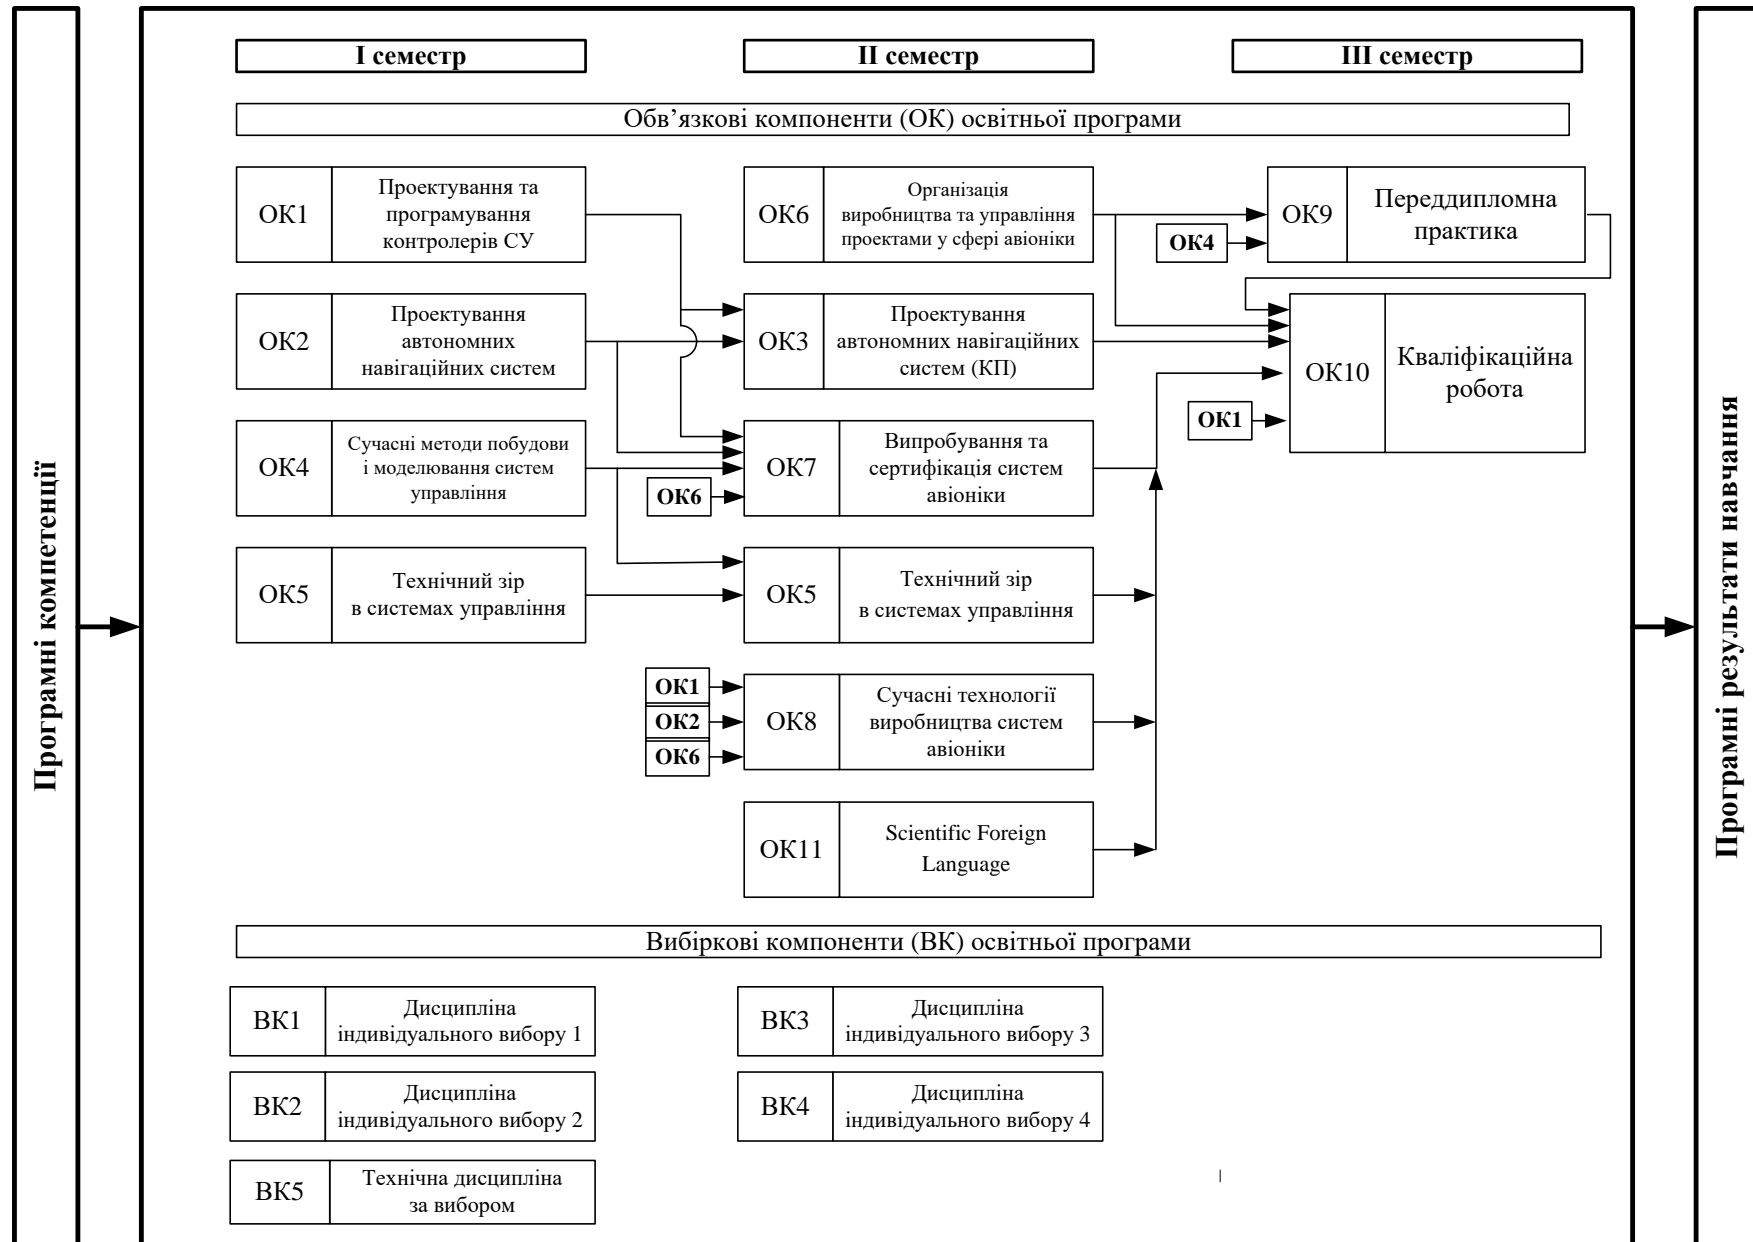 I семестр
II семестр
III семестр
Обв’язкові компоненти (ОК) освітньої програми
ОК1
Проектування та
програмування
контролерів СУ
ОК6
Організація
виробництва та управління
проектами у сфері авіоніки
ОК4
ОК9
Переддипломна
практика
ОК2
Проектування
автономних
навігаційних систем
ОК3
Проектування
автономних навігаційних
систем (КП)
ОК10
Кваліфікаційна
робота
ОК1
ОК4
Сучасні методи побудови
і моделювання систем
управління
ОК6
ОК7
Випробування та
сертифікація систем
авіоніки
ОК5
Технічний зір
в системах управління
ОК5
Технічний зір
в системах управління
ОК1
ОК2
ОК6
ОК8
Сучасні технології
виробництва систем
авіоніки
ОК11
Scientific Foreign
Language
Вибіркові компоненти (ВК) освітньої програми
ВК1
Дисципліна
індивідуального вибору 1
ВК3
Дисципліна
індивідуального вибору 3
ВК2
Дисципліна
індивідуального вибору 2
ВК4
Дисципліна
індивідуального вибору 4
ВК5
Технічна дисципліна
за вибором
Програмні компетенції
Програмні результати навчання